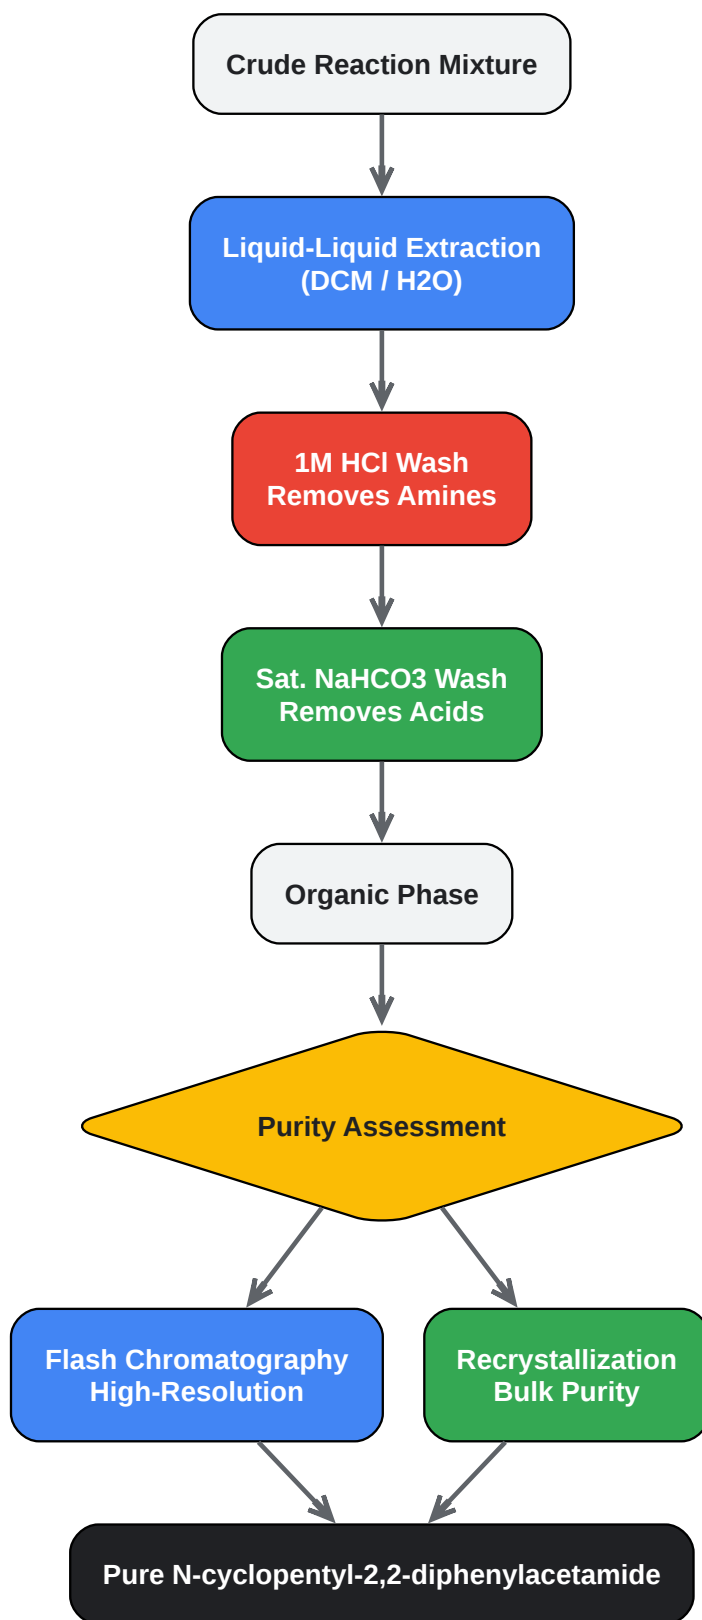 Crude Reaction Mixture
Liquid-Liquid Extraction
(DCM / H2O)
1M HCl Wash
Removes Amines
Sat. NaHCO3 Wash
Removes Acids
Organic Phase
Purity Assessment
Flash Chromatography
High-Resolution
Recrystallization
Bulk Purity
Pure N-cyclopentyl-2,2-diphenylacetamide